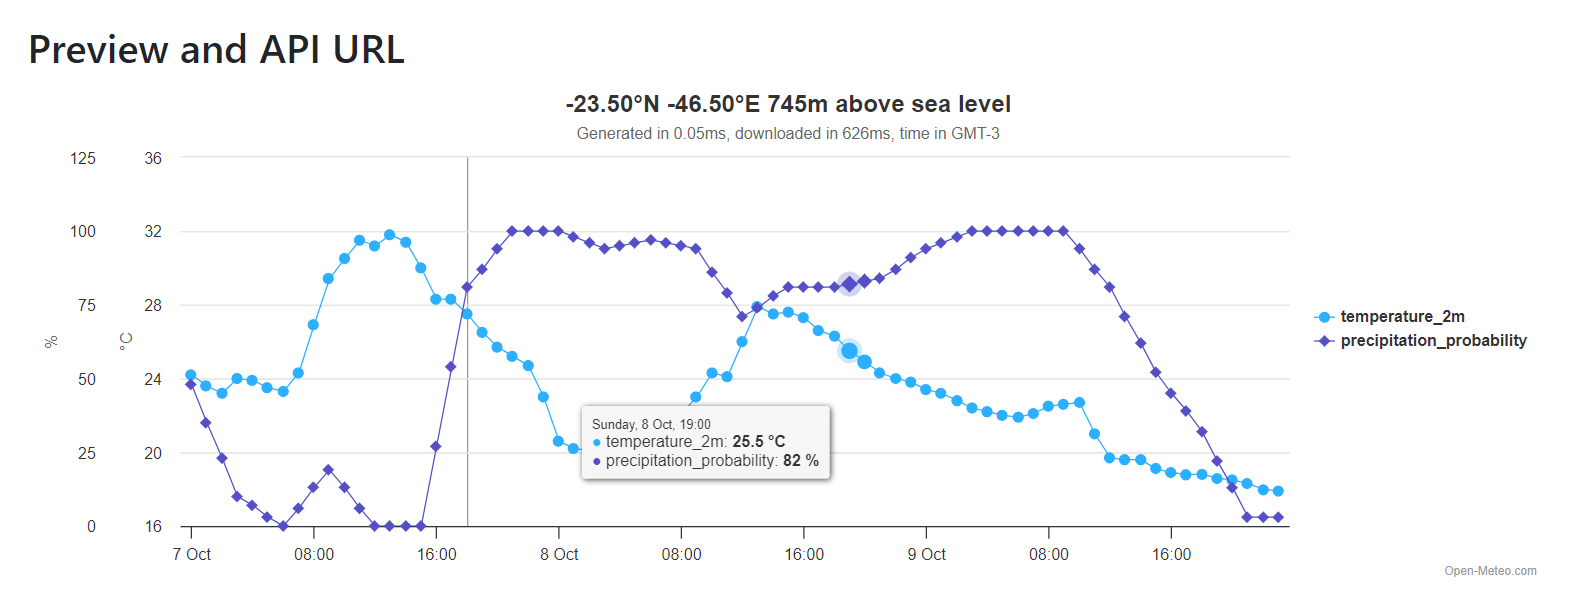 Preview and API URL
-23.50°N -46.50°E 745m above sea level
Generated in 0.05ms, downloaded in 626ms, time in GMT-3
125 36
100 32
75 28
% °C
50 24
25 20
0 16
Sunday, 8 Oct, 19:00
temperature_2m: 25.5 °C
precipitation_probability: 82 %
temperature_2m
precipitation_probability
7 Oct 08:00 16:00 8 Oct 08:00 16:00 9 Oct 08:00 16:00
Open-Meteo.com